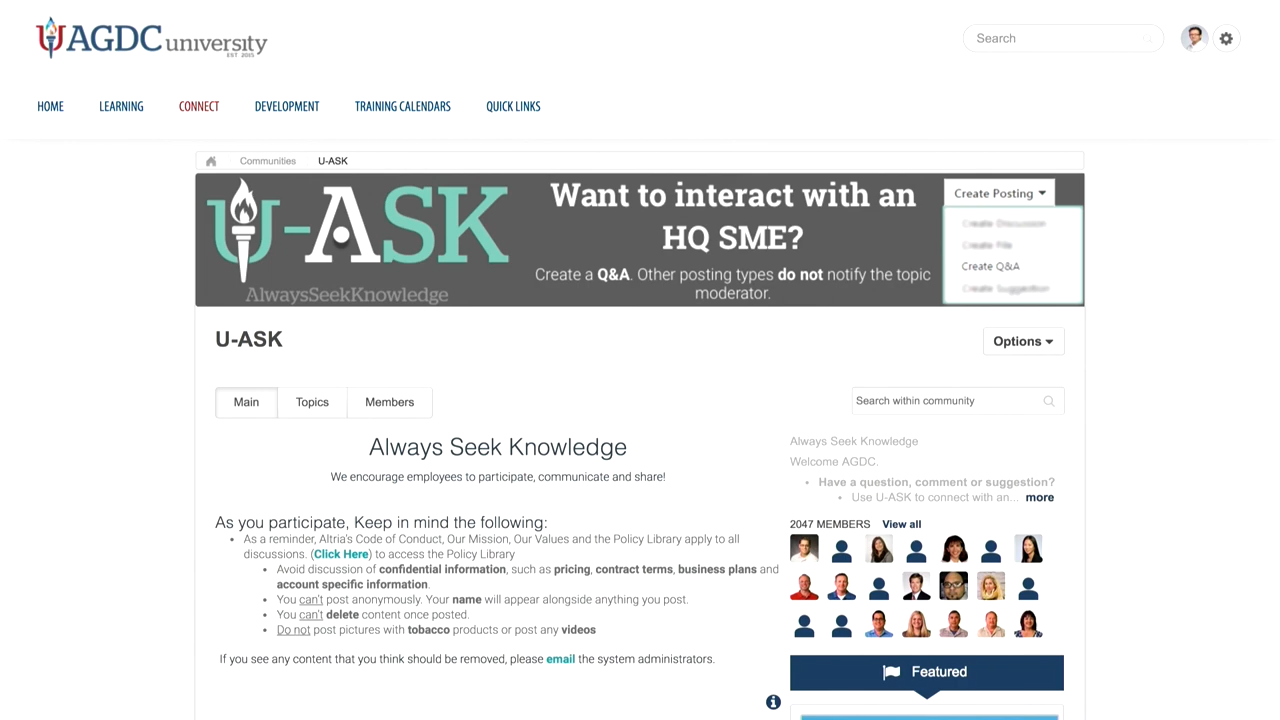 UAGDC university
EST 2015
Search
HOME LEARNING CONNECT DEVELOPMENT TRAINING CALENDARS QUICK LINKS
Communities U-ASK
U-ASK
AlwaysSeekKnowledge
Want to interact with an
HQ SME?
Create a Q&A. Other posting types do not notify the topic
moderator.
Create Posting
Create Discussion
Create File
Create Q&A
Create Suggestion
U-ASK
Options
Main Topics Members
Search within community
Always Seek Knowledge
We encourage employees to participate, communicate and share!
As you participate, Keep in mind the following:
• As a reminder, Altria's Code of Conduct, Our Mission, Our Values and the Policy Library apply to all
discussions. (Click Here) to access the Policy Library
• Avoid discussion of confidential information, such as pricing, contract terms, business plans and
account specific information.
• You can't post anonymously. Your name will appear alongside anything you post.
• You can't delete content once posted.
• Do not post pictures with tobacco products or post any videos
If you see any content that you think should be removed, please email the system administrators.
Always Seek Knowledge
Welcome AGDC.
• Have a question, comment or suggestion?
• Use U-ASK to connect with an... more
2047 MEMBERS View all
Featured